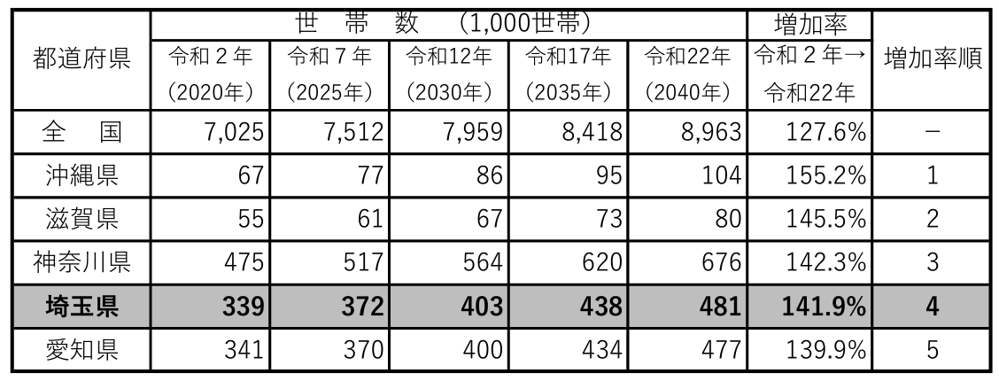 都道府県 世 帯 数 （1,000世帯） 増加率 増加率順
令和２年 令和７年 令和12年 令和17年 令和22年 令和２年→
（2020年） （2025年） （2030年） （2035年） （2040年） 令和22年
全 国 7,025 7,512 7,959 8,418 8,963 127.6% －
沖縄県 67 77 86 95 104 155.2% 1
滋賀県 55 61 67 73 80 145.5% 2
神奈川県 475 517 564 620 676 142.3% 3
埼玉県 339 372 403 438 481 141.9% 4
愛知県 341 370 400 434 477 139.9% 5